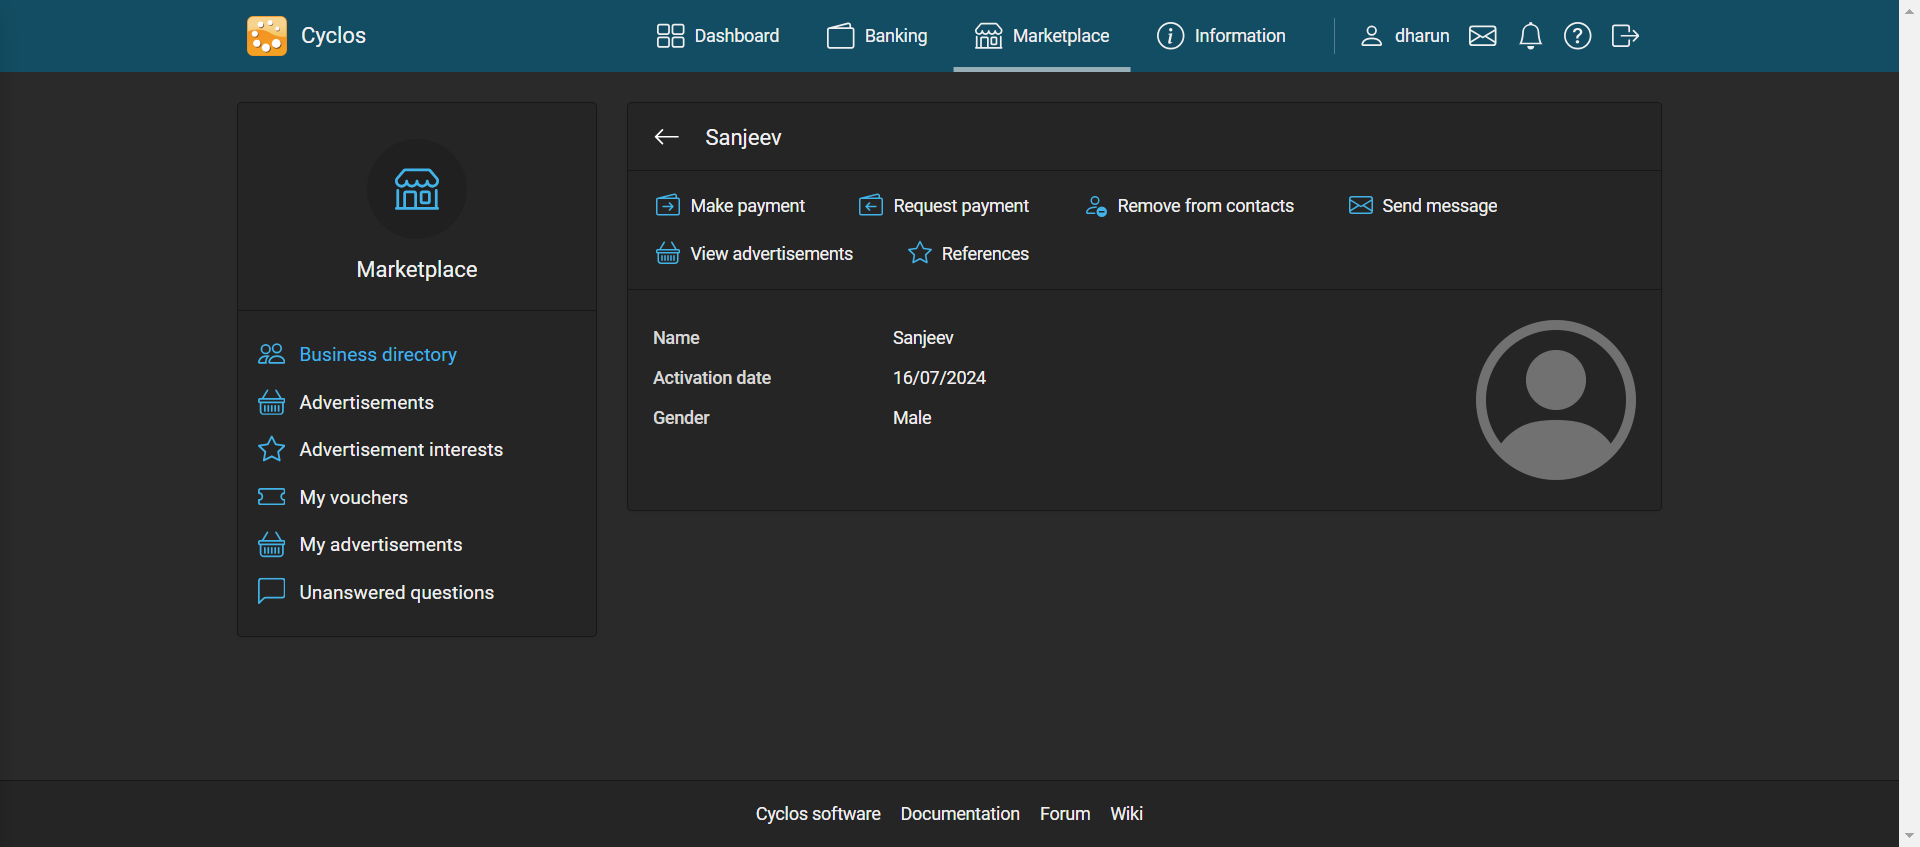 Cyclos
Dashboard
Banking
Marketplace
Information
dharun
Marketplace
Business directory
Advertisements
Advertisement interests
My vouchers
My advertisements
Unanswered questions
Sanjeev
Make payment
Request payment
Remove from contacts
Send message
View advertisements
References
Name Sanjeev
Activation date 16/07/2024
Gender Male
Cyclos software Documentation Forum Wiki